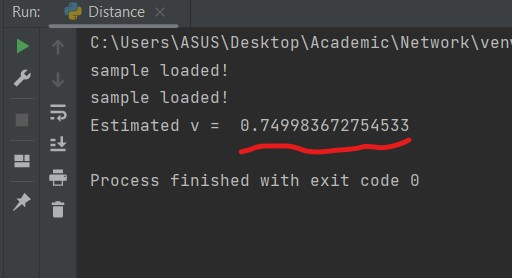 Run: Distance
C:\Users\ASUS\Desktop\Academic\Network\ven
sample loaded!
sample loaded!
Estimated v = 0.749983672754533
Process finished with exit code 0